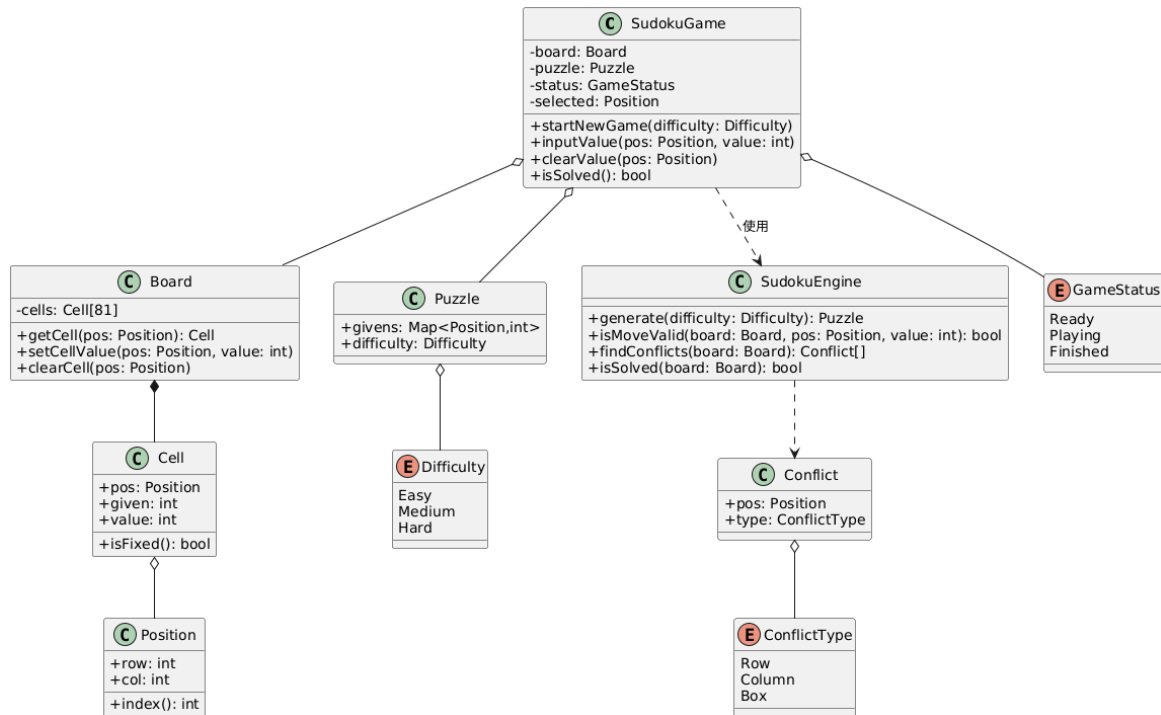 C SudokuGame
-board: Board
-puzzle: Puzzle
-status: GameStatus
-selected: Position
+startNewGame(difficulty: Difficulty)
+inputValue(pos: Position, value: int)
+clearValue(pos: Position)
+isSolved(): bool
使用
C Board
-cells: Cell[81]
+getCell(pos: Position): Cell
+setCellValue(pos: Position, value: int)
+clearCell(pos: Position)
C Puzzle
+givens: Map<Position,int>
+difficulty: Difficulty
C SudokuEngine
+generate(difficulty: Difficulty): Puzzle
+isMoveValid(board: Board, pos: Position, value: int): bool
+findConflicts(board: Board): Conflict[]
+isSolved(board: Board): bool
E GameStatus
Ready
Playing
Finished
C Cell
+pos: Position
+given: int
+value: int
+isFixed(): bool
E Difficulty
Easy
Medium
Hard
C Conflict
+pos: Position
+type: ConflictType
C Position
+row: int
+col: int
+index(): int
E ConflictType
Row
Column
Box